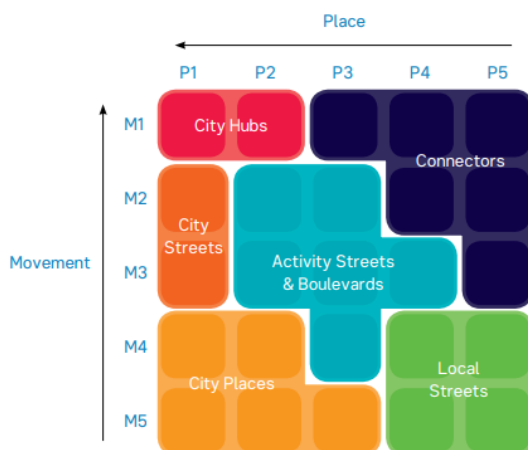 Place
P1 P2 P3 P4 P5
M1
City Hubs
Connectors
M2
City
Streets
Movement
M3
Activity Streets
& Boulevards
M4
City Places
Local
Streets
M5